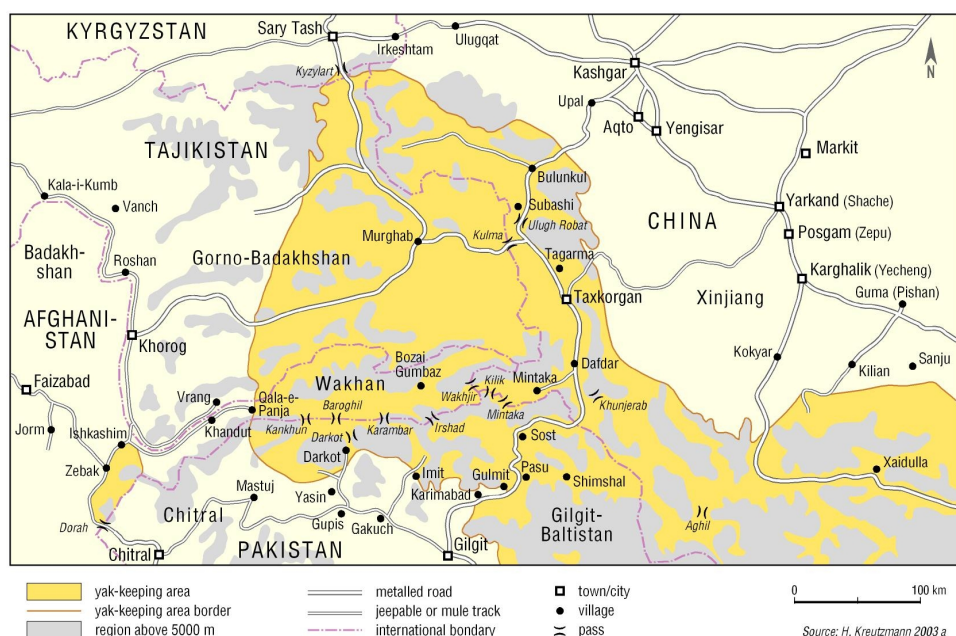 KYRGYZSTAN
Sary Tash
Irkeshtam
Ulugqat
Kyzylart
Kashgar
N
Upal
Aqto
Yengisar
TAJIKISTAN
Markit
Bulunkul
Kala-i-Kumb
Vanch
Subashi
Ulugh Robat
CHINA
Yarkand (Shache)
Murghab
Kulma
Posgam (Zepu)
Badakh-
shan
Gorno-Badakhshan
Roshan
Tagarma
Karghalik (Yecheng)
Taxkorgan
Xinjiang
Guma (Pishan)
AFGHANI-
STAN
Khorog
Bozai
Gumbaz
Dafdar
Kokyar
Kilian
Sanju
Faizabad
Wakhan
Kilik
Mintaka
Wakhjir
Mintaka
Khunjerab
Vrang
Qala-e-
Panja
Baroghil
Jorm
Ishkashim
Khandut
Kankhun
Karambar
Irshad
Darkot
Darkot
Sost
Zebak
Imit
Gulmit
Pasu
Shimshal
Xaidulla
Mastuj
Yasin
Karimabad
Chitral
Gupis
Gakuch
Gilgit-
Baltistan
Aghil
Dorah
Chitral
PAKISTAN
Gilgit
yak-keeping area
metalled road
town/city
0
100 km
yak-keeping area border
jeepable or mule track
village
region above 5000 m
international bondary
pass
Source: H. Kreutzmann 2003 a